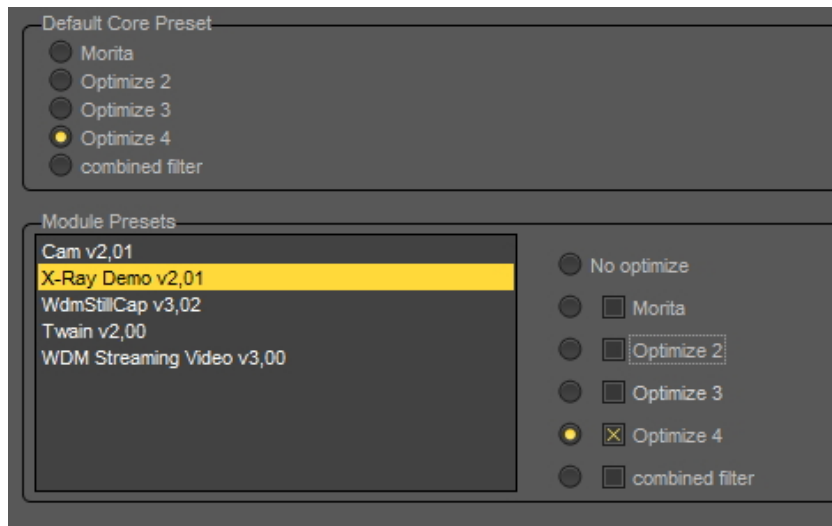 Default Core Preset
Morita
Optimize 2
Optimize 3
Optimize 4
combined filter
Module Presets
Cam v2,01
X-Ray Demo v2,01
WdmStillCap v3,02
Twain v2,00
WDM Streaming Video v3,00
No optimize
Morita
Optimize 2
Optimize 3
Optimize 4
combined filter